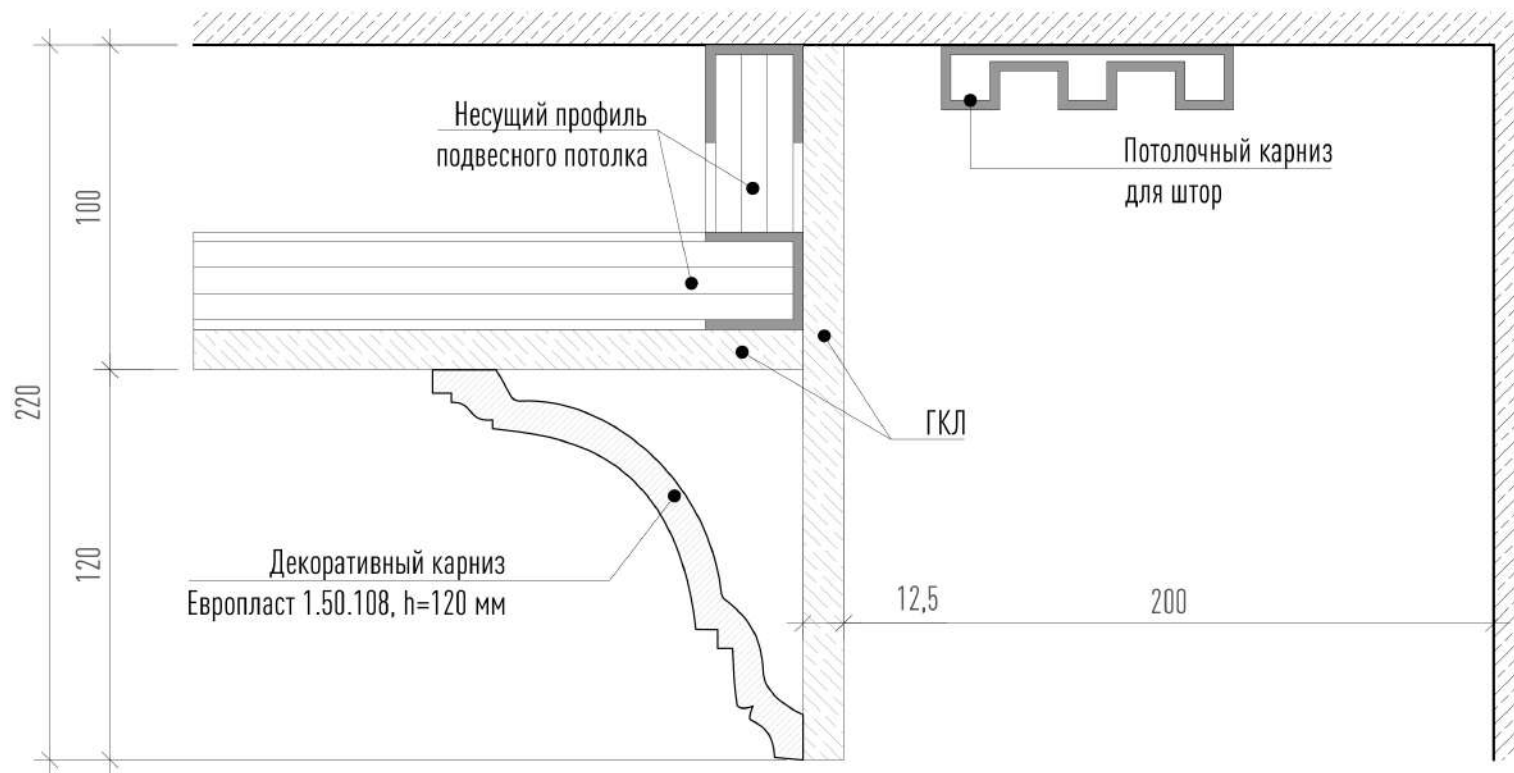 Несущий профиль
подвесного потолка
Потолочный карниз
для штор
100
220
ГКЛ
120
Декоративный карниз
Европласт 1.50.108, h=120 мм
12,5
200